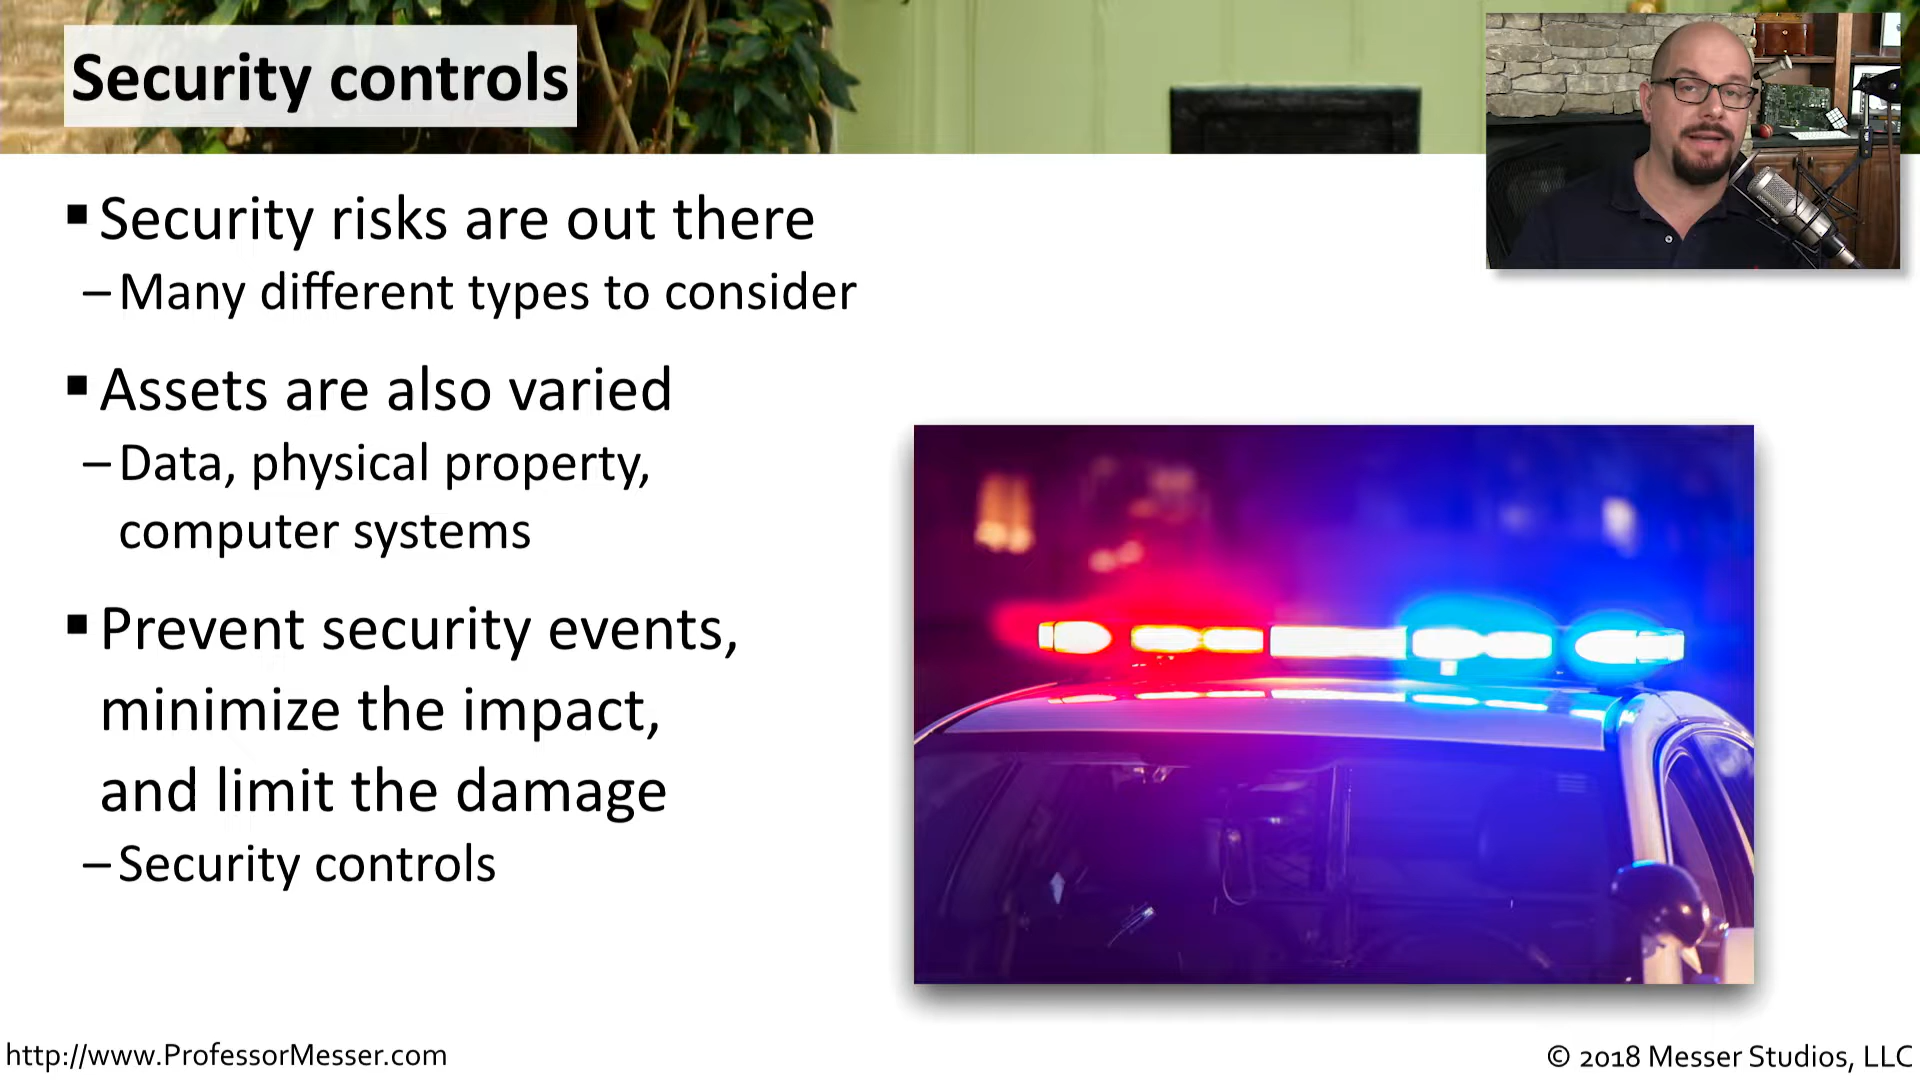 Security controls
▪ Security risks are out there
– Many different types to consider
▪ Assets are also varied
– Data, physical property,
computer systems
▪ Prevent security events,
minimize the impact,
and limit the damage
– Security controls
http://www.ProfessorMesser.com
© 2018 Messer Studios, LLC